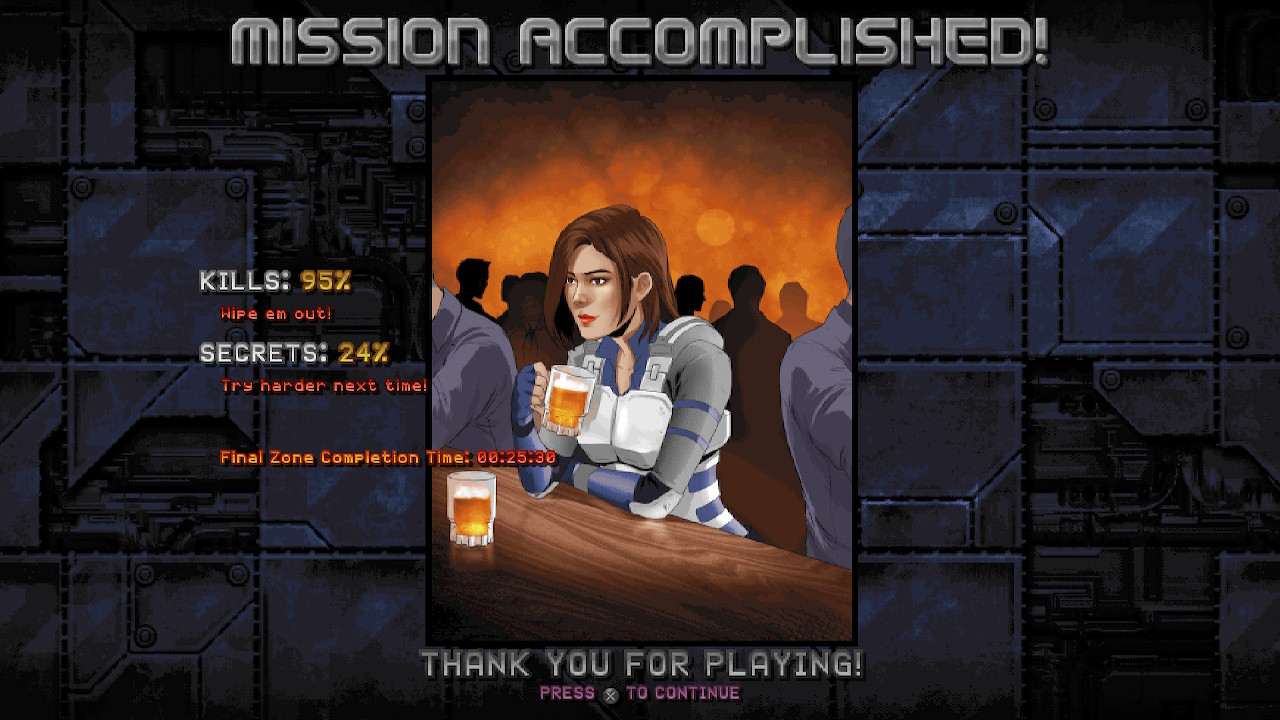 MISSION ACCOMPLISHED!
KILLS: 95%
Wipe em out!
SECRETS: 24%
Try harder next time!
Final Zone Completion Time: 00:25:30
THANK YOU FOR PLAYING!
PRESS ⓧ TO CONTINUE